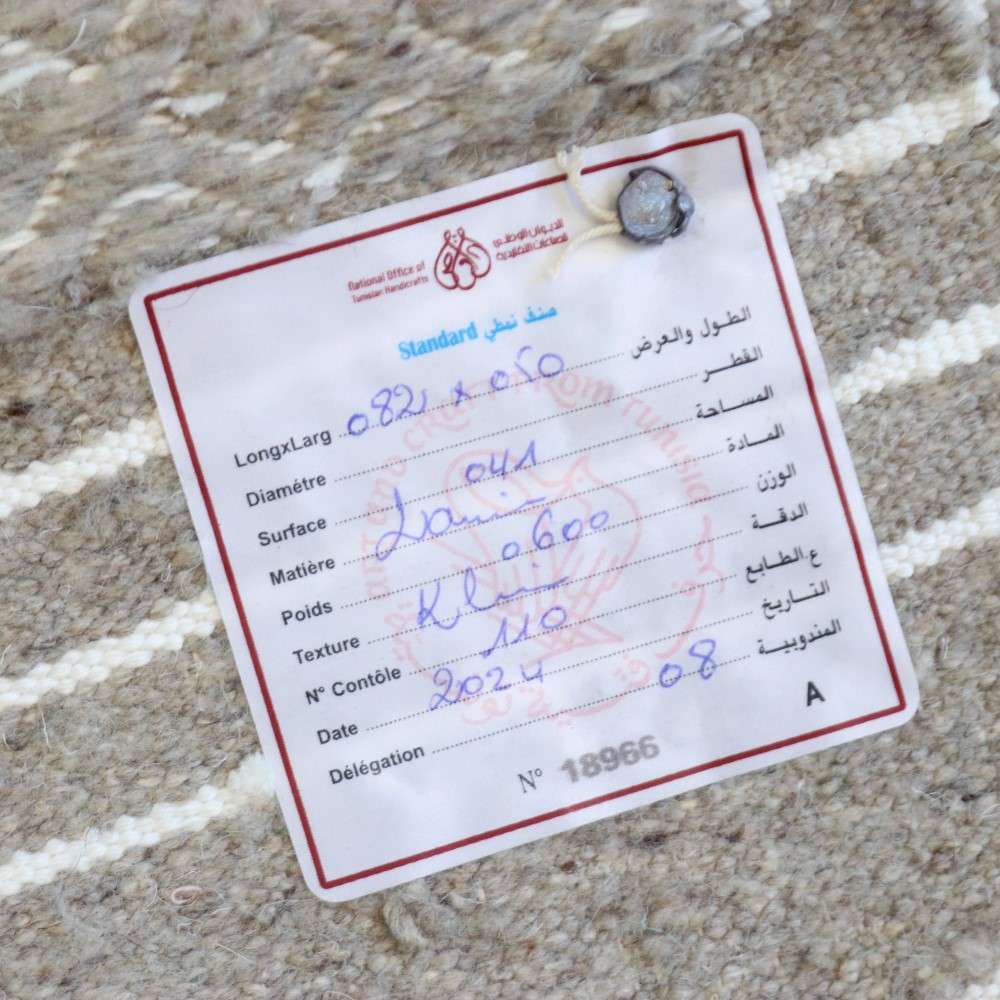 National Office of
Tunisian Handicrafts
الديوان الوطني
للصناعات التقليدية
Standard صنف نمطي
LongxLarg 082 x 050 الطول والعرض
Diamétre القطر
Surface 041 المساحة
Matière Laine المادة
Poids 0600 الوزن
Texture Klim الدقة
N° Contôle 110 ع.الطابع
Date 2024 التاريخ
Délégation 08 المندوبية
A
N° 18966